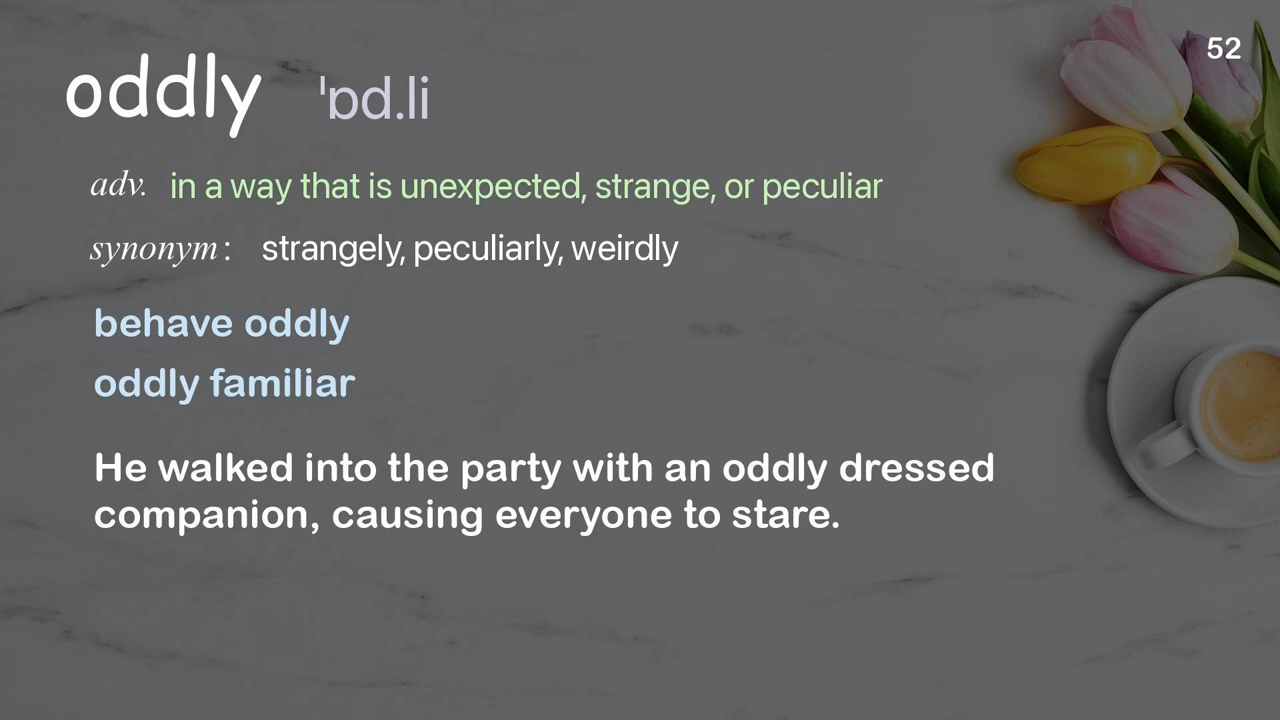 52
oddly ˈɒd.li
adv. in a way that is unexpected, strange, or peculiar
synonym: strangely, peculiarly, weirdly
behave oddly
oddly familiar
He walked into the party with an oddly dressed
companion, causing everyone to stare.